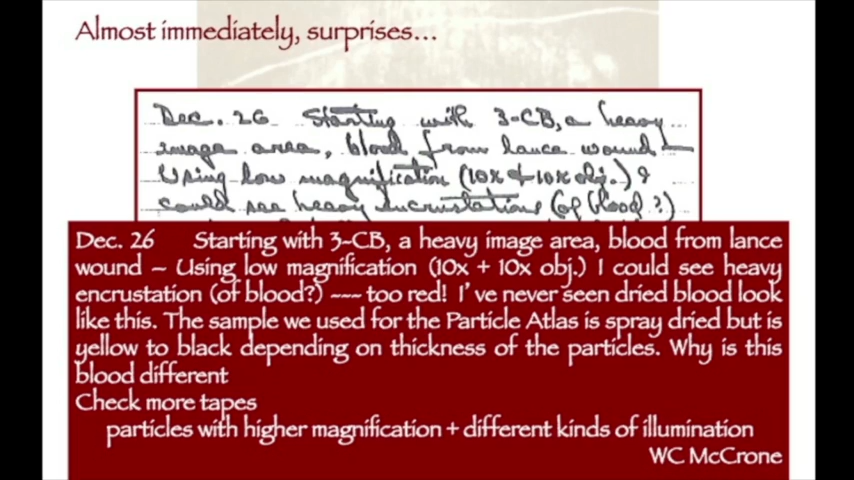 Almost immediately, surprises...
Dec. 26 Starting with 3-CB, a heavy
image area, blood from lance wound —
Using low magnification (10x + 10x obj.) I
could see heavy encrustations (of blood?)
Dec. 26 Starting with 3-CB, a heavy image area, blood from lance
wound – Using low magnification (10x + 10x obj.) I could see heavy
encrustation (of blood?) --- too red! I've never seen dried blood look
like this. The sample we used for the Particle Atlas is spray dried but is
yellow to black depending on thickness of the particles. Why is this
blood different
Check more tapes
particles with higher magnification + different kinds of illumination
WC McCrone